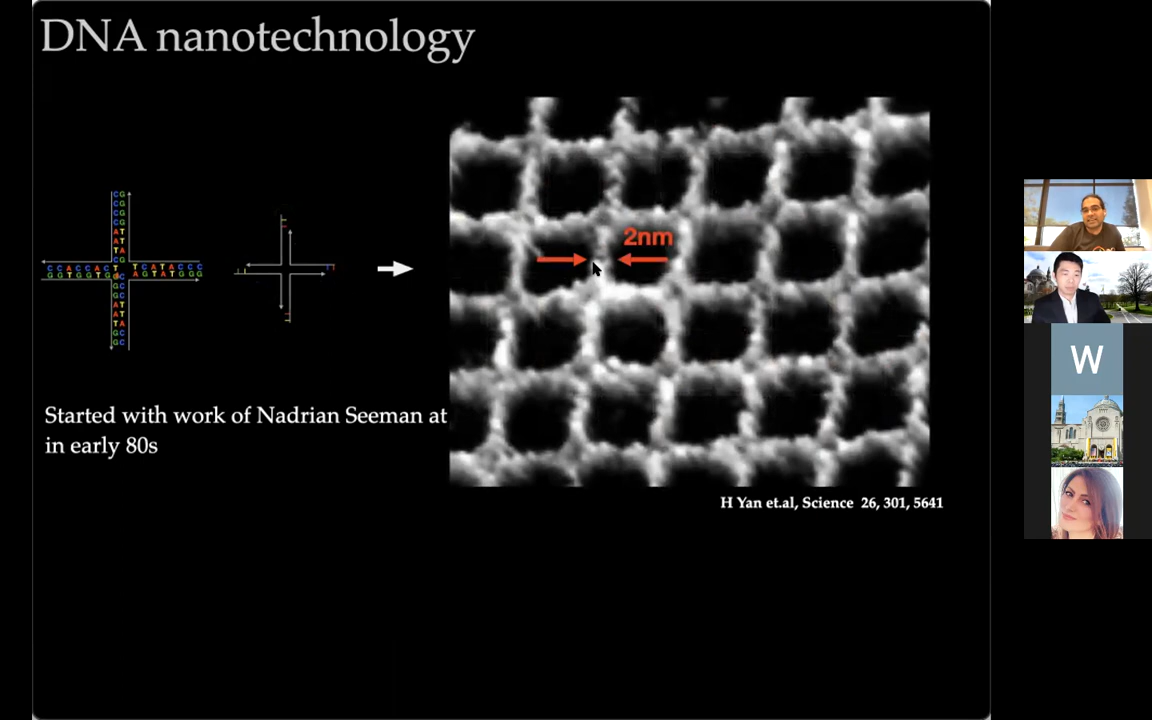 DNA nanotechnology
2nm
Started with work of Nadrian Seeman at
in early 80s
H Yan et.al, Science 26, 301, 5641
W